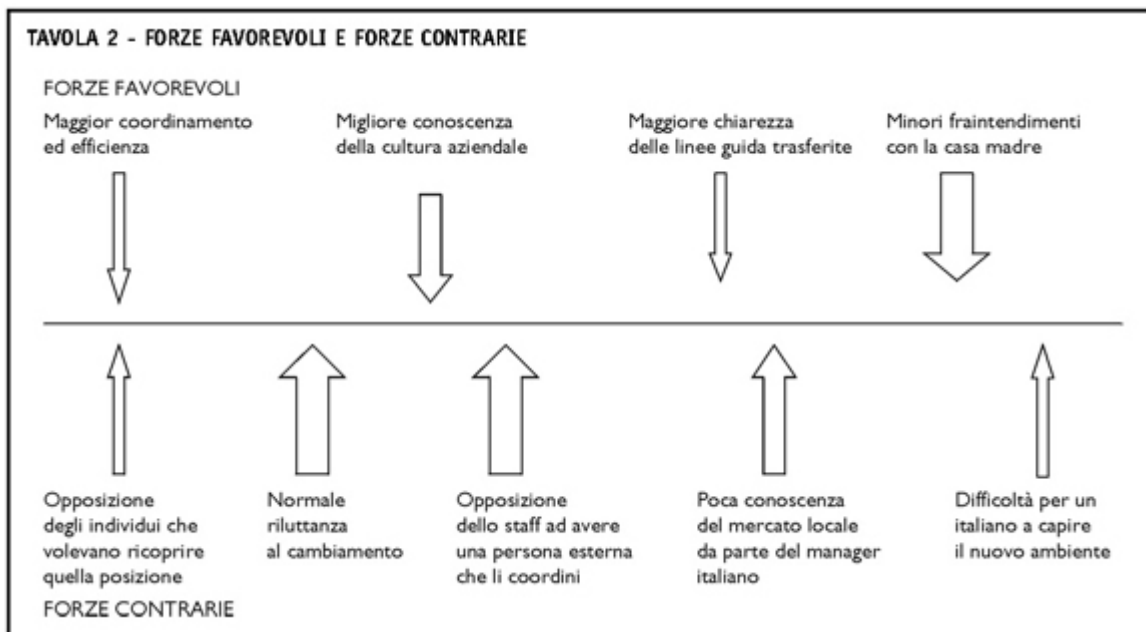 TAVOLA 2 - FORZE FAVOREVOLI E FORZE CONTRARIE
FORZE FAVOREVOLI
Maggior coordinamento
ed efficienza
Migliore conoscenza
della cultura aziendale
Maggiore chiarezza
delle linee guida trasferite
Minori fraintendimenti
con la casa madre
Opposizione
degli individui che
volevano ricoprire
quella posizione
Normale
riluttanza
al cambiamento
Opposizione
dello staff ad avere
una persona esterna
che li coordini
Poca conoscenza
del mercato locale
da parte del manager
italiano
Difficoltà per un
italiano a capire
il nuovo ambiente
FORZE CONTRARIE